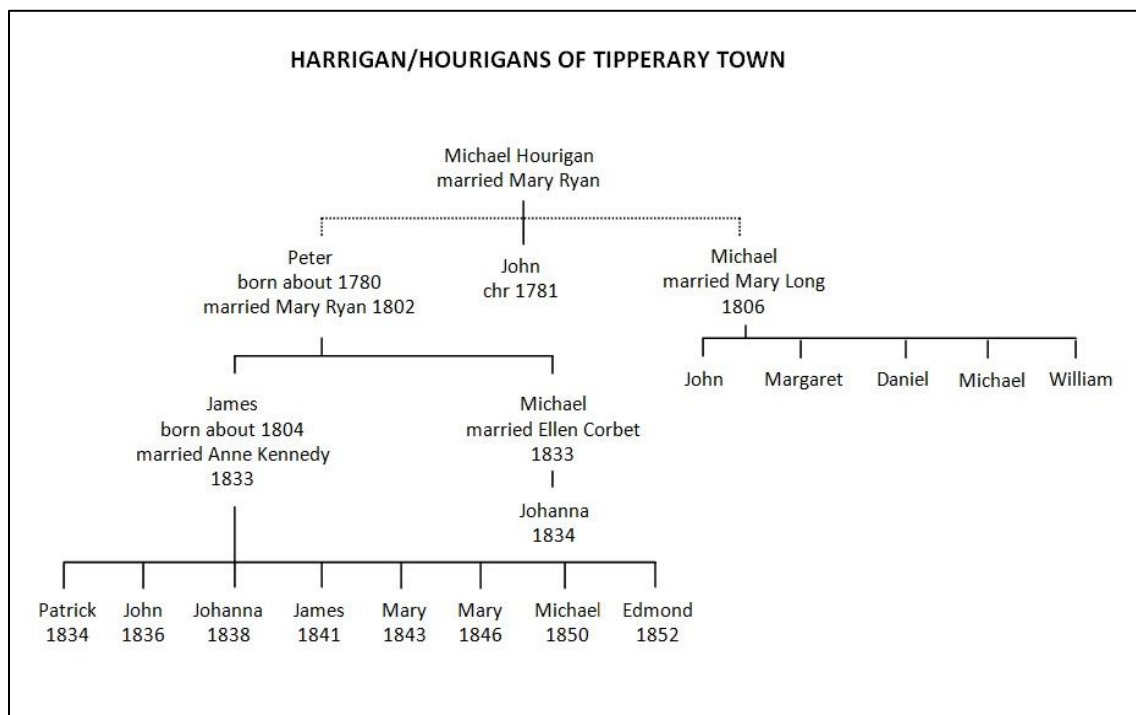 HARRIGAN/HOURIGANS OF TIPPERARY TOWN
Michael Hourigan
married Mary Ryan
Peter
born about 1780
married Mary Ryan 1802
John
chr 1781
Michael
married Mary Long
1806
John
Margaret
Daniel
Michael
William
James
born about 1804
married Anne Kennedy
1833
Michael
married Ellen Corbet
1833
Johanna
1834
Patrick
1834
John
1836
Johanna
1838
James
1841
Mary
1843
Mary
1846
Michael
1850
Edmond
1852